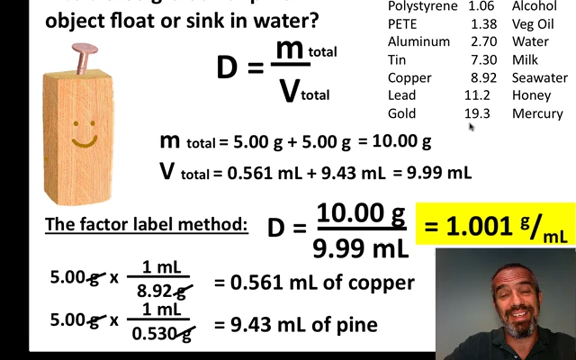 object float or sink in water?
Polystyrene 1.06 Alcohol
PETE 1.38 Veg Oil
Aluminum 2.70 Water
Tin 7.30 Milk
Copper 8.92 Seawater
Lead 11.2 Honey
Gold 19.3 Mercury
D = m total / V total
m total = 5.00 g + 5.00 g = 10.00 g
V total = 0.561 mL + 9.43 mL = 9.99 mL
The factor label method:
D = 10.00 g / 9.99 mL = 1.001 g/mL
5.00 g x 1 mL / 8.92 g = 0.561 mL of copper
5.00 g x 1 mL / 0.530 g = 9.43 mL of pine